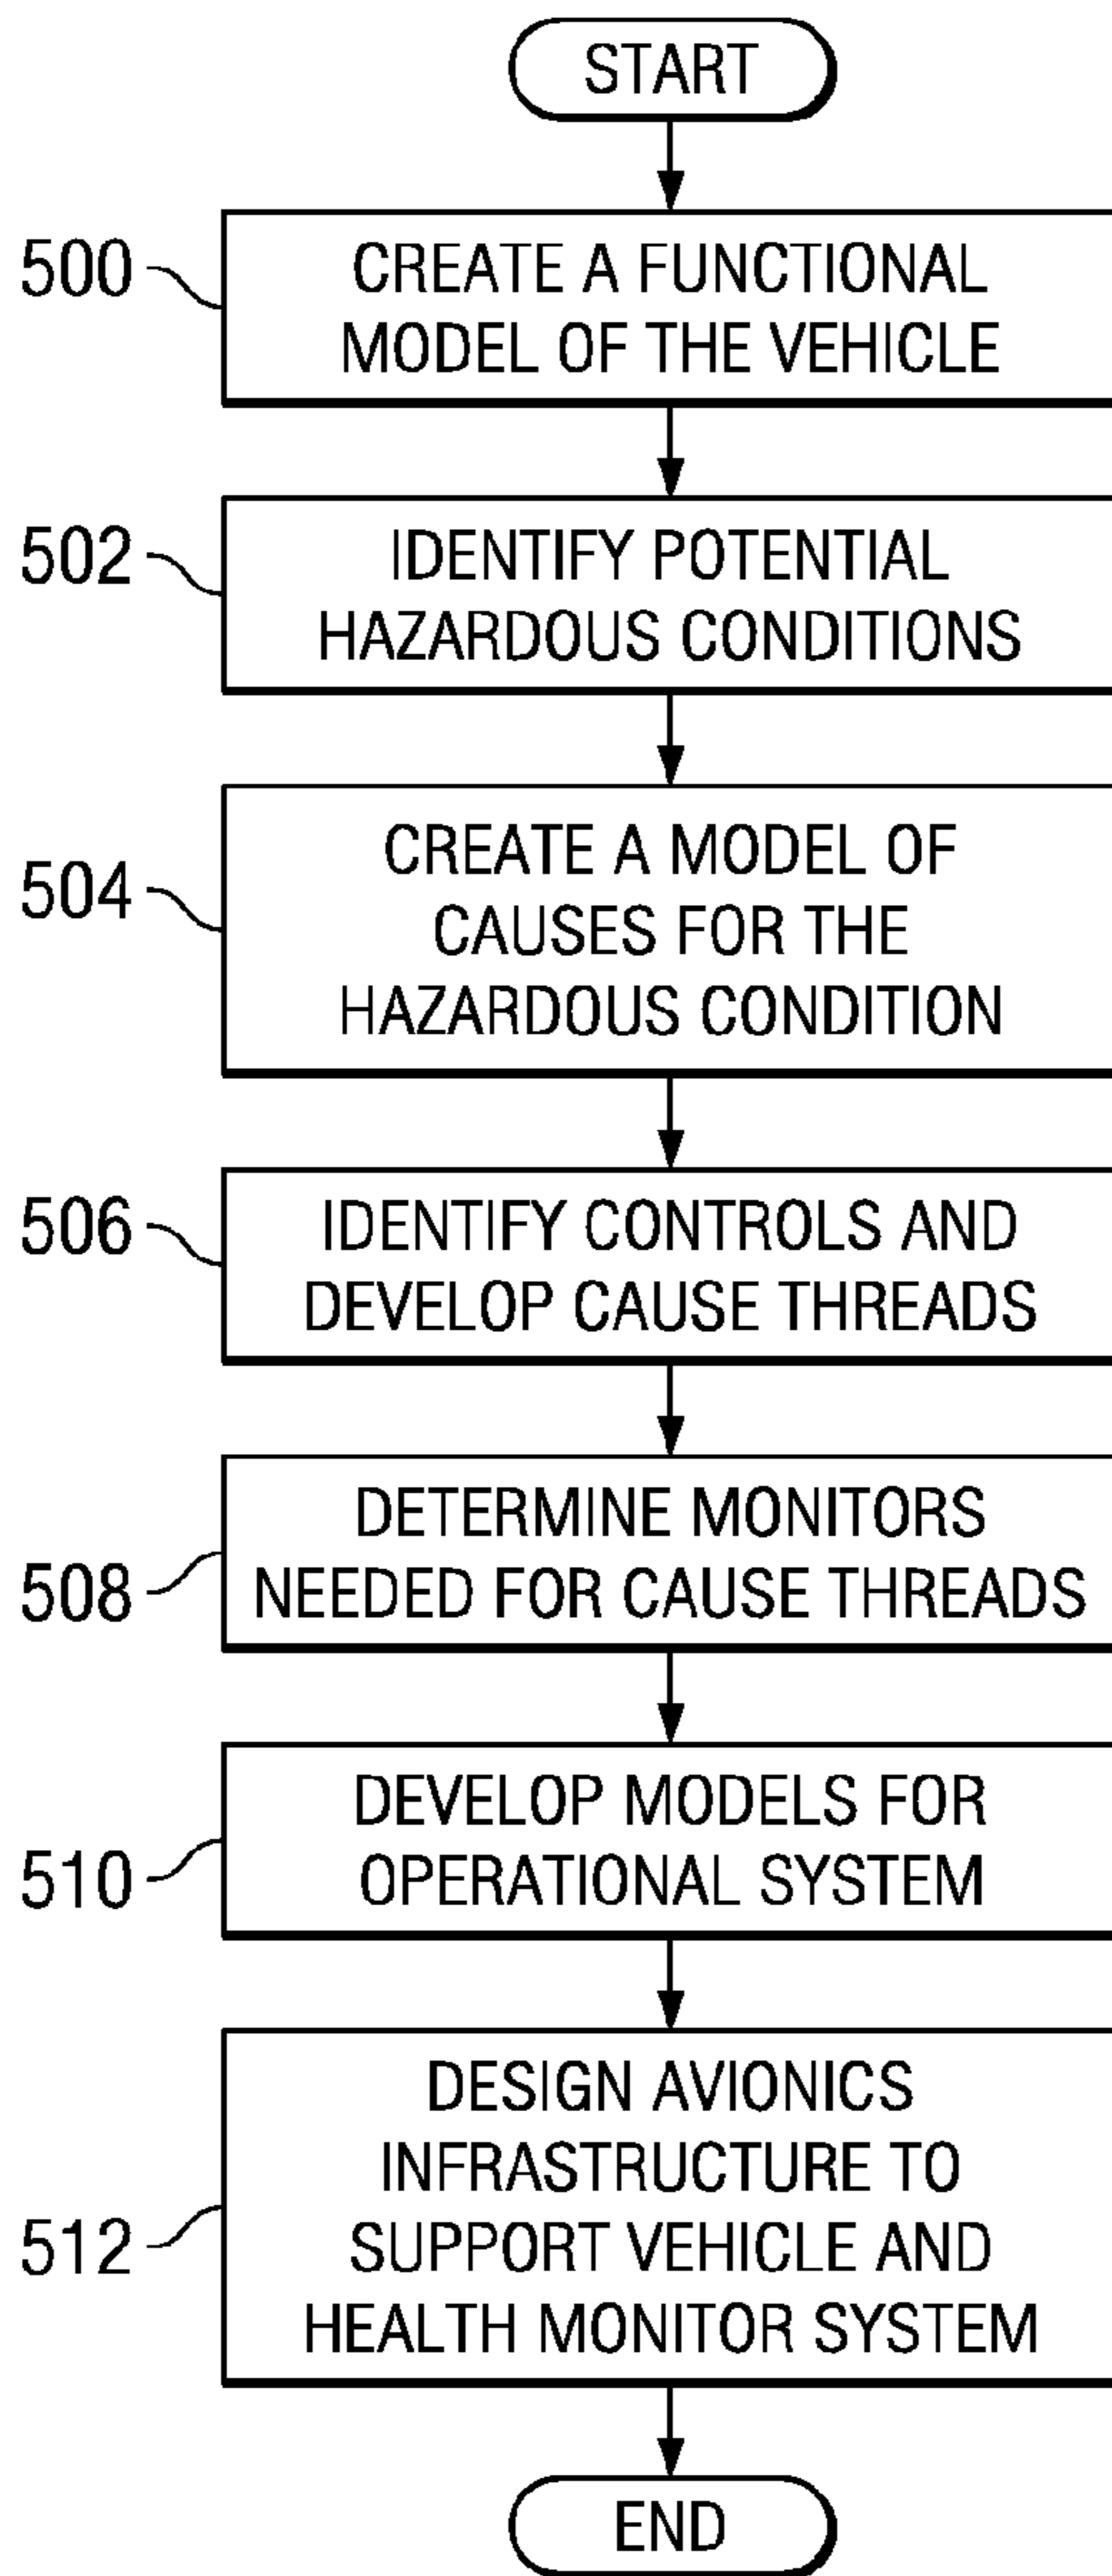 START
500
CREATE A FUNCTIONAL
MODEL OF THE VEHICLE
502
IDENTIFY POTENTIAL
HAZARDOUS CONDITIONS
504
CREATE A MODEL OF
CAUSES FOR THE
HAZARDOUS CONDITION
506
IDENTIFY CONTROLS AND
DEVELOP CAUSE THREADS
508
DETERMINE MONITORS
NEEDED FOR CAUSE THREADS
510
DEVELOP MODELS FOR
OPERATIONAL SYSTEM
512
DESIGN AVIONICS
INFRASTRUCTURE TO
SUPPORT VEHICLE AND
HEALTH MONITOR SYSTEM
END